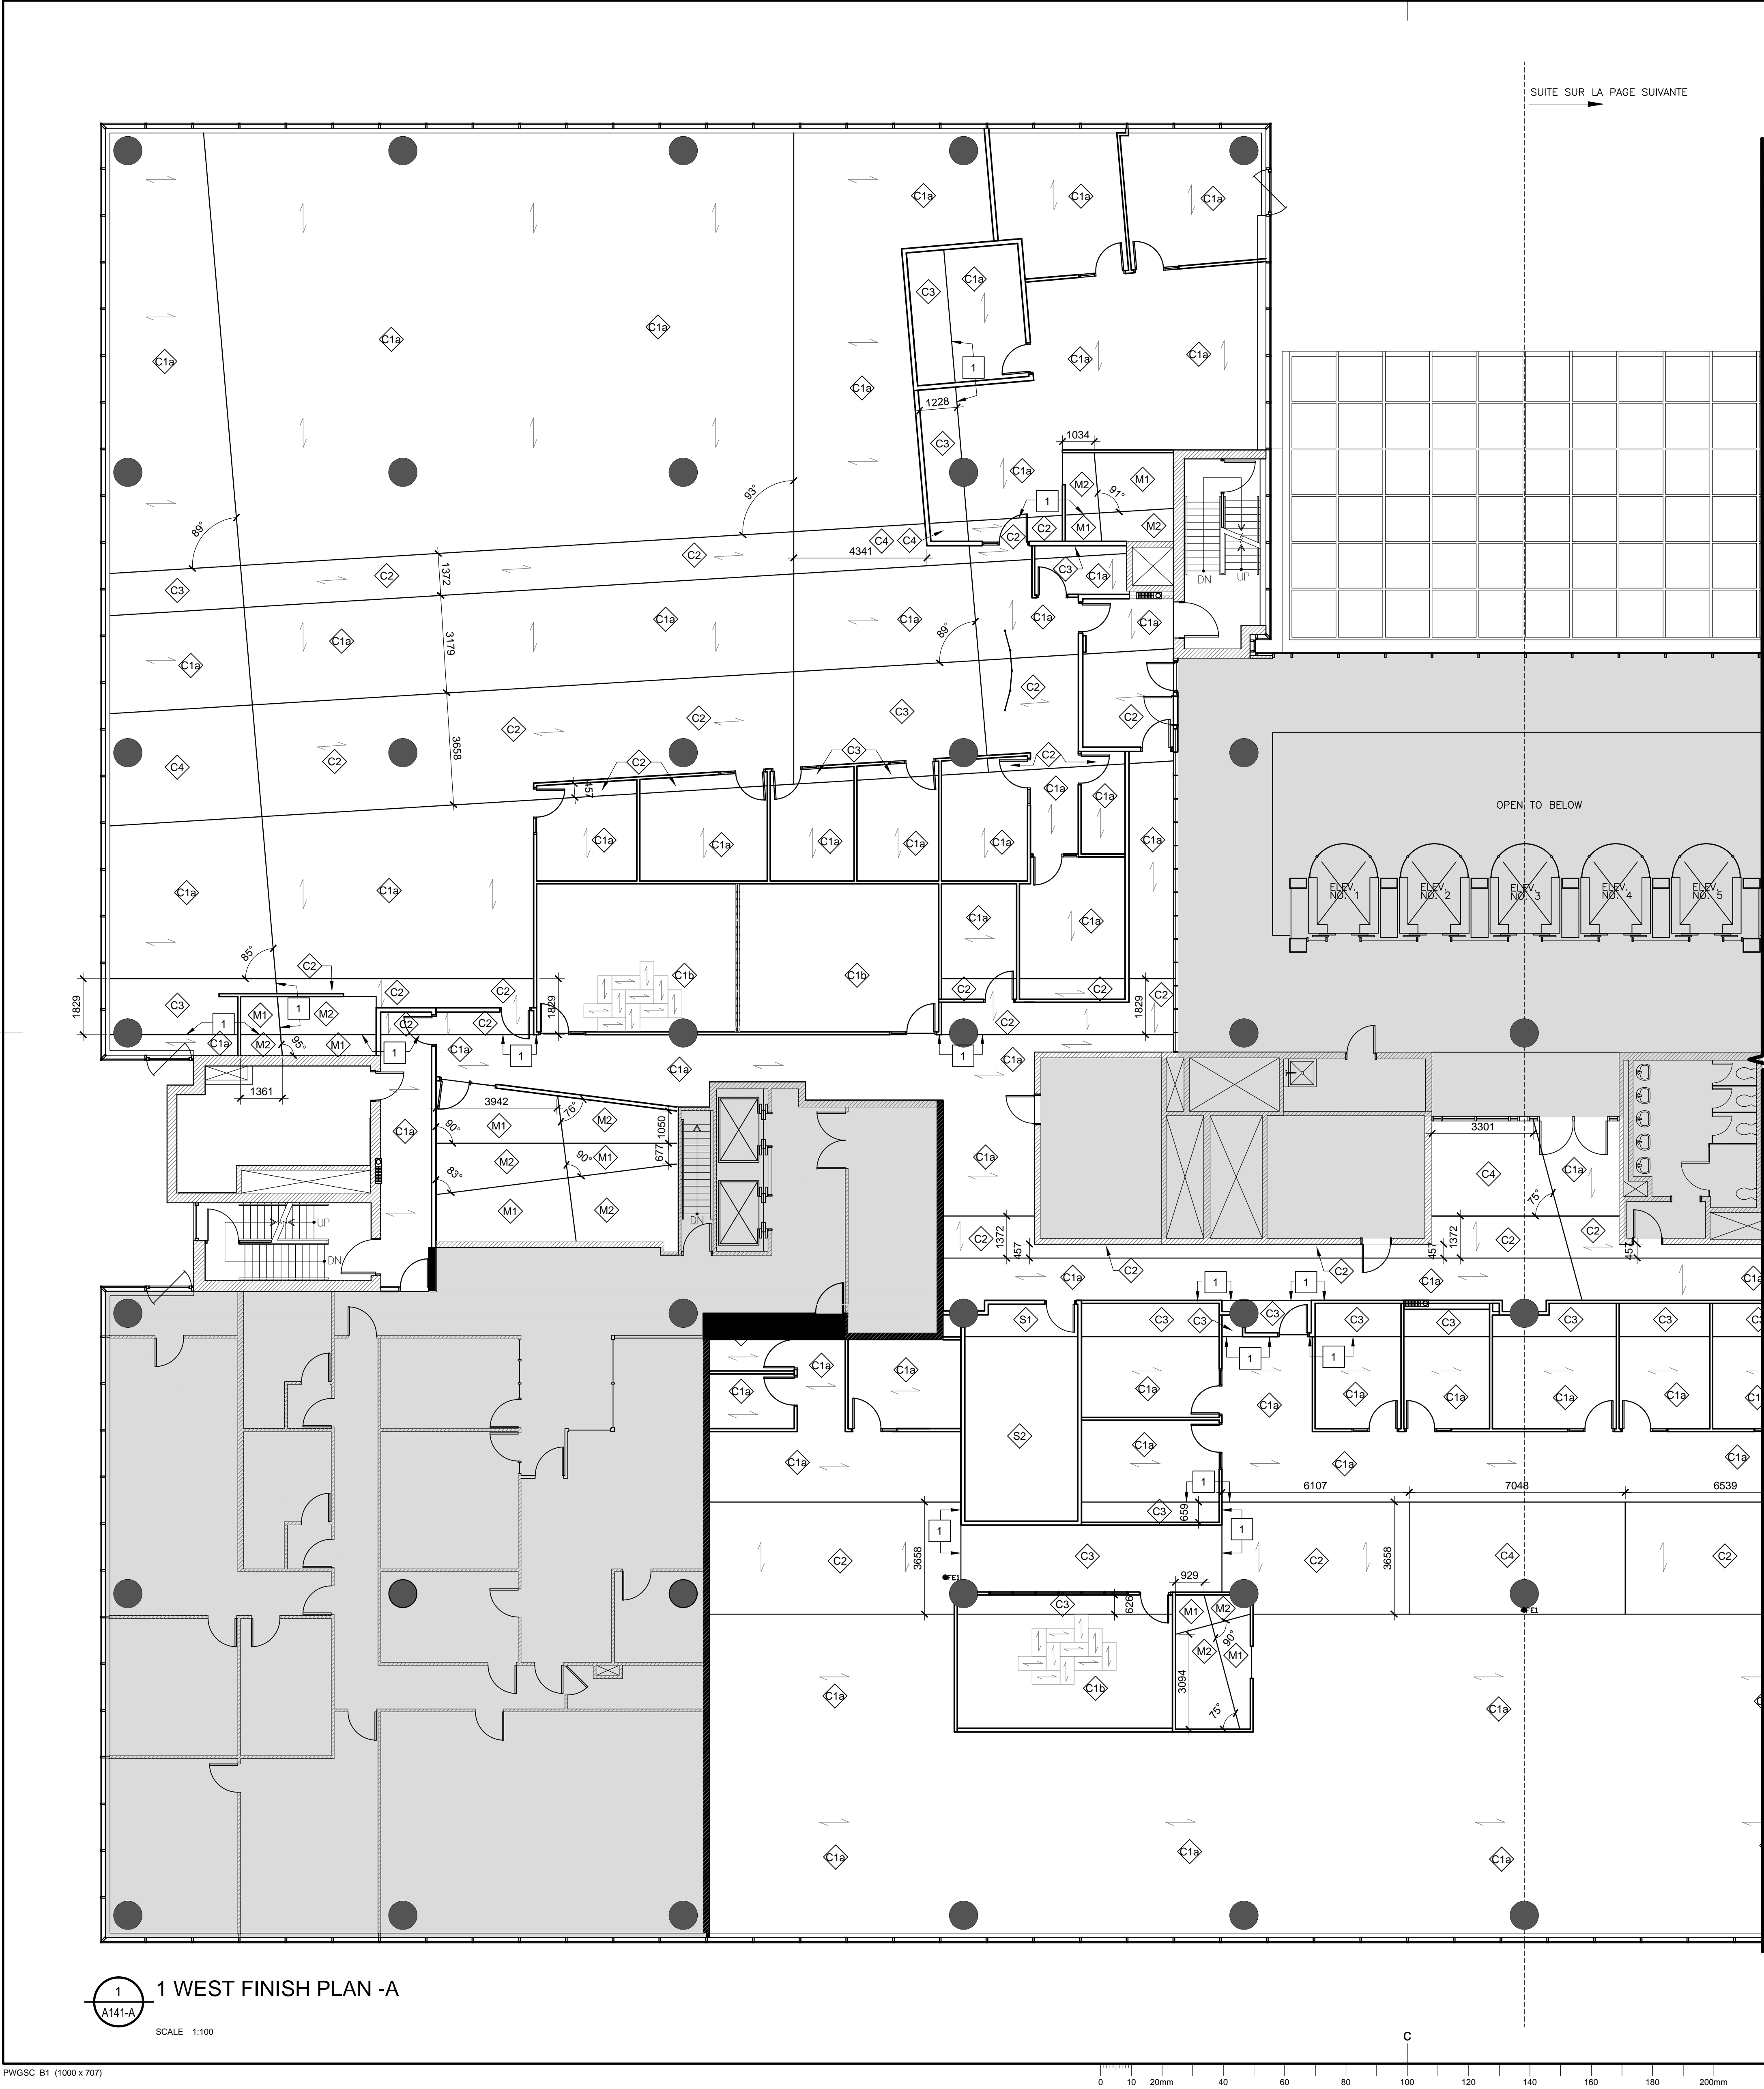 SUITE SUR LA PAGE SUIVANTE
C1a
C1a
C1a
C3
C1a
C1a
C1a
C1a
C1a
C1a
1
C1a
1228
C3
1034
C1a
M2
M1
91°
93°
1
89°
C4
C4
C2
C2
M1
M2
C2
4341
C3
C2
1372
C3
C1a
DN
UP
C1a
C1a
C1a
C1a
C1a
89°
3179
C1a
C2
C2
C3
C2
C2
3658
C4
C2
C2
C3
C2
457
C1a
C1a
OPEN TO BELOW
C1a
C1a
C1a
C1a
C1a
C1a
C1a
C1a
ELEV.
NO. 1
ELEV.
NO. 2
ELEV.
NO. 3
ELEV.
NO. 4
ELEV.
NO. 5
C1a
C1a
85°
C2
C1b
C1b
C2
C2
C2
C2
C2
C3
1829
M1
1
M2
1829
1829
1
C2
C2
C2
C1a
M2
95°
M1
1
C1a
1
1
C1a
C1a
1361
3942
76°
C1a
90°
M1
M2
1050
3301
M2
90°
M1
677
C1a
C4
C1a
83°
75°
M1
M2
UP
DN
DN
C2
1372
457
C2
C2
457
1372
C2
C2
457
C1a
C1a
C1a
1
1
S1
C3
C3
C3
C3
C3
C3
C3
1
1
C1a
C1a
C1a
C1a
C1a
C1a
C1a
C1a
C1a
S2
C1a
C1a
C1a
C1a
1
6107
7048
6539
C3
659
1
1
C2
3658
C3
C2
3658
C4
C2
FE1
929
C3
626
M1
M2
FE1
90°
M2
M1
3094
C1b
75°
C1a
C1a
C1a
C1a
C1a
1
A141-A
1 WEST FINISH PLAN -A
SCALE 1:100
C
PWGSC B1 (1000 x 707)
0 10 20mm 40 60 80 100 120 140 160 180 200mm